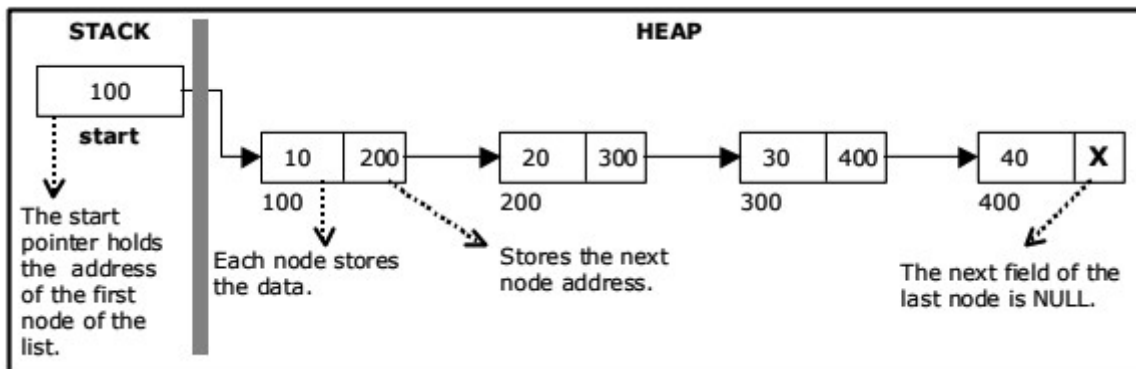 STACK
HEAP
100
start
10 200
20 300
30 400
40 X
100
200
300
400
The start
pointer holds
the address
of the first
node of the
list.
Each node stores
the data.
Stores the next
node address.
The next field of the
last node is NULL.